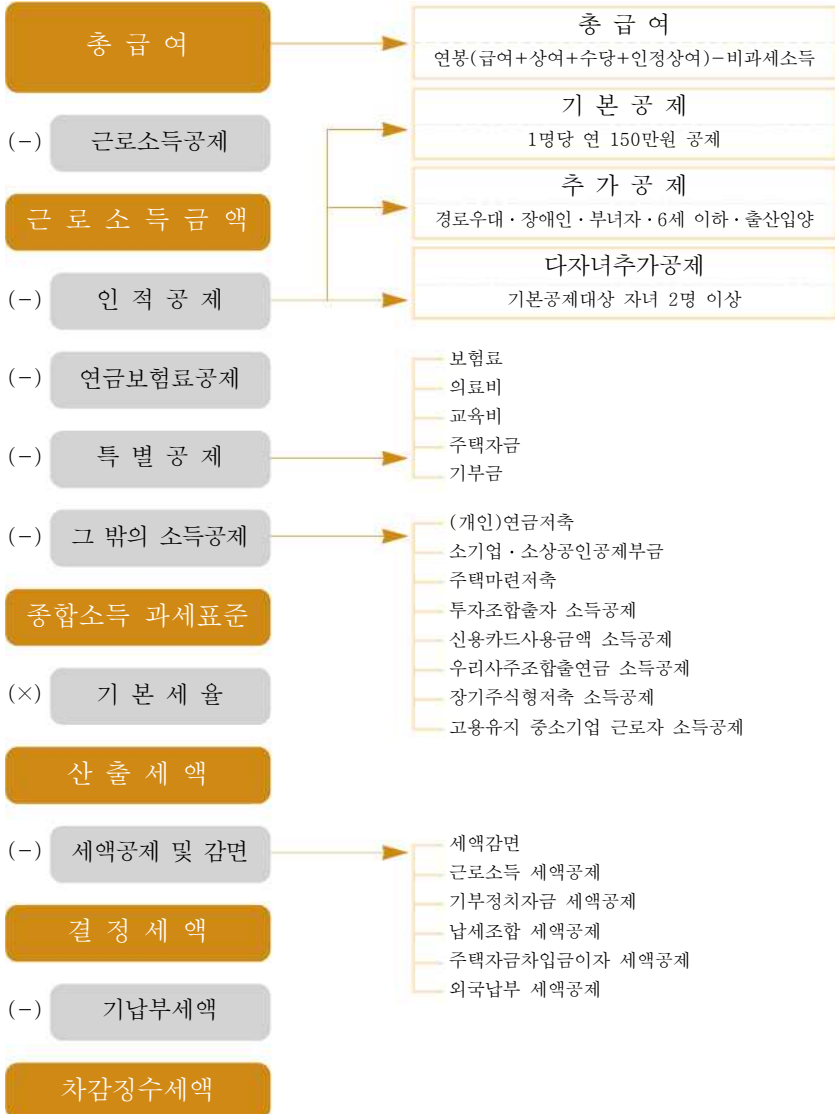 총 급 여
총 급 여
연봉(급여+상여+수당+인정상여)-비과세소득
(-) 근로소득공제
기 본 공 제
1명당 연 150만원 공제
근 로 소 득 금 액
추 가 공 제
경로우대·장애인·부녀자·6세 이하·출산입양
(-) 인 적 공 제
다자녀추가공제
기본공제대상 자녀 2명 이상
(-) 연금보험료공제
(-) 특 별 공 제
보험료
의료비
교육비
주택자금
기부금
(-) 그 밖의 소득공제
(개인)연금저축
소기업·소상공인공제부금
주택마련저축
투자조합출자 소득공제
신용카드사용금액 소득공제
우리사주조합출연금 소득공제
장기주식형저축 소득공제
고용유지 중소기업 근로자 소득공제
종합소득 과세표준
(×) 기 본 세 율
산 출 세 액
(-) 세액공제 및 감면
세액감면
근로소득 세액공제
기부정치자금 세액공제
납세조합 세액공제
주택자금차입금이자 세액공제
외국납부 세액공제
결 정 세 액
(-) 기납부세액
차감징수세액